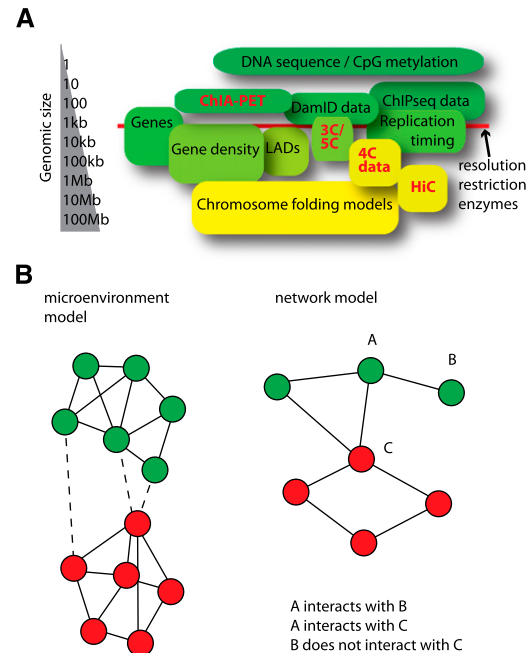 A
DNA sequence / CpG metylation
Genomic size
1
10
100
1kb
10kb
100kb
1Mb
10Mb
100Mb
ChIA-PET
DamID data
ChIPseq data
Genes
3C/
5C
Replication
timing
Gene density
LADs
4C
data
HiC
Chromosome folding models
resolution
restriction
enzymes
B
microenvironment
model
network model
A
B
C
A interacts with B
A interacts with C
B does not interact with C